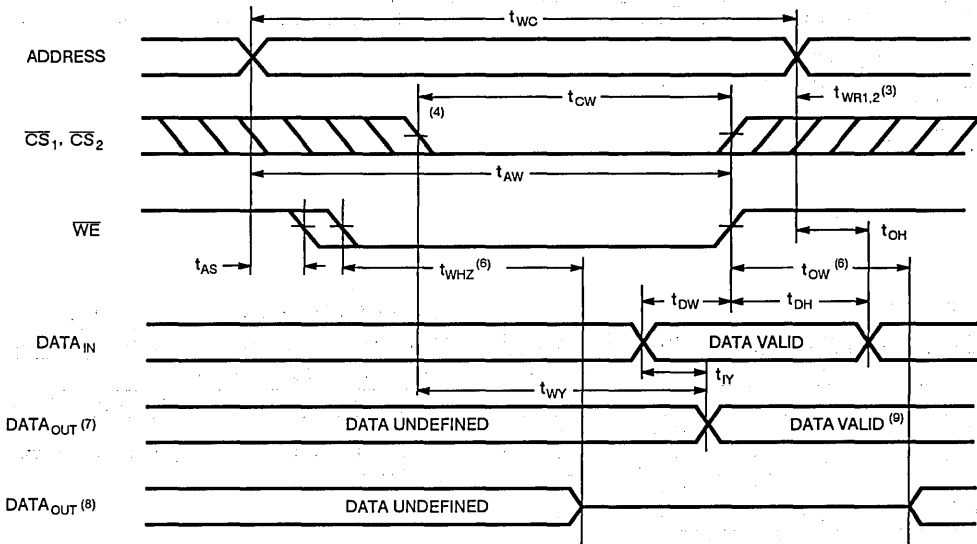 tWC
ADDRESS
tWR1,2(3)
tCW
(4)
CS1, CS2
tAW
WE
tOH
tAS
tWHZ(6)
tOW(6)
tDW
tDH
DATAIN
DATA VALID
tIY
tWY
DATAOUT(7)
DATA UNDEFINED
DATA VALID(9)
DATAOUT(8)
DATA UNDEFINED